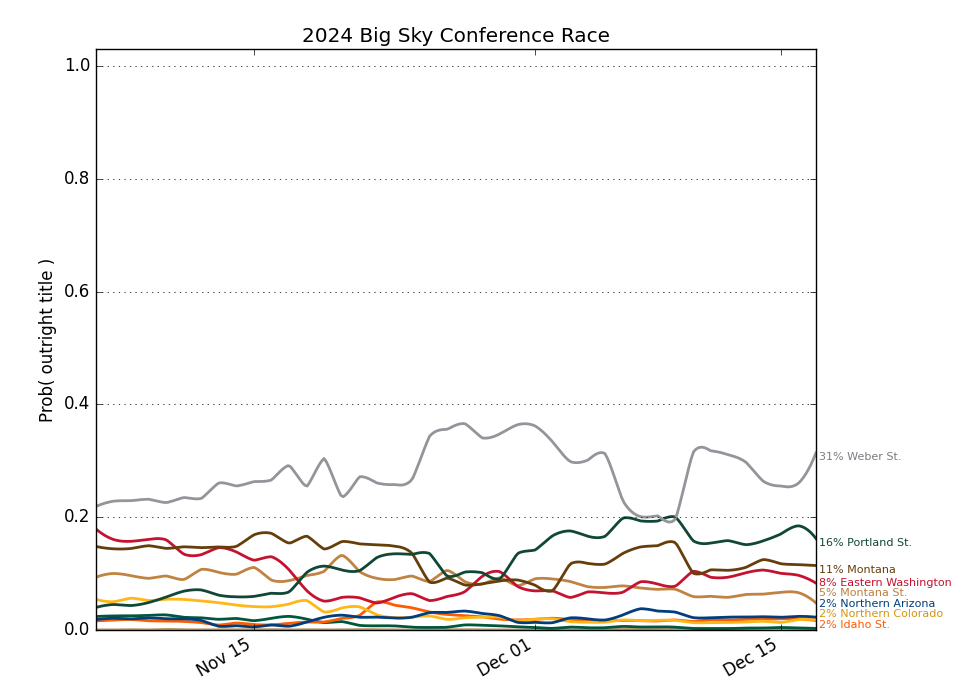 2024 Big Sky Conference Race
1.0
0.8
0.6
0.4
0.2
0.0
Prob( outright title )
Nov 15
Dec 01
Dec 15
31% Weber St.
16% Portland St.
11% Montana
8% Eastern Washington
5% Montana St.
2% Northern Arizona
2% Northern Colorado
2% Idaho St.